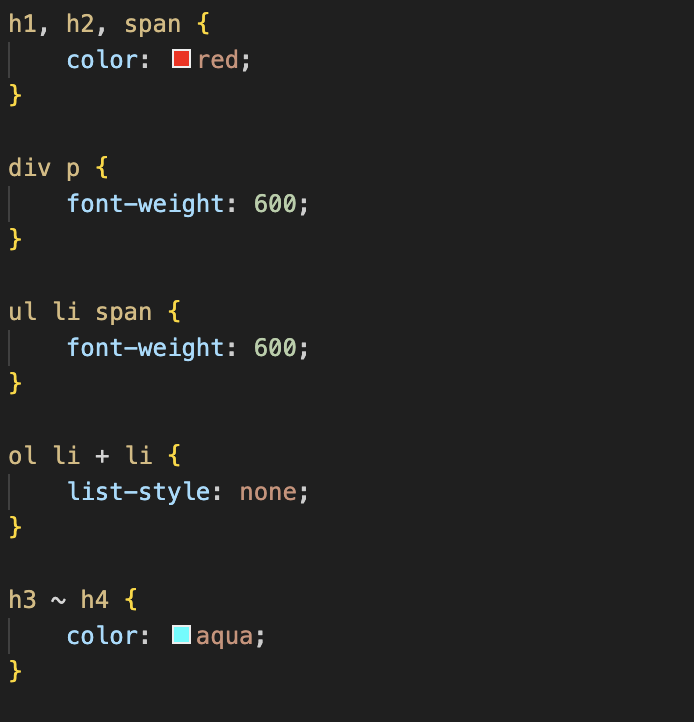 h1, h2, span {
    color: red;
}

div p {
    font-weight: 600;
}

ul li span {
    font-weight: 600;
}

ol li + li {
    list-style: none;
}

h3 ~ h4 {
    color: aqua;
}